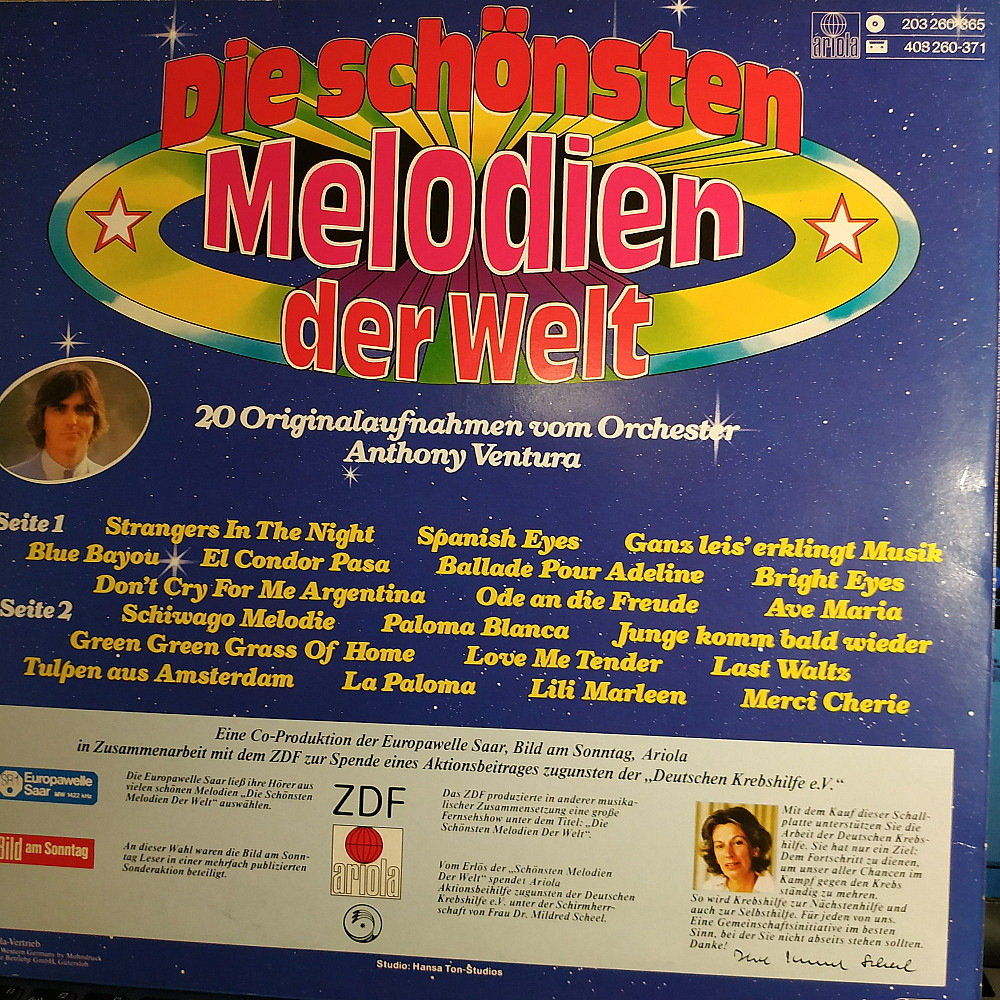 Die schönsten
Melodien
der Welt
ariola
203 260-365
408 260-371
20 Originalaufnahmen vom Orchester
Anthony Ventura
Seite 1
Strangers In The Night Spanish Eyes Ganz leis' erklingt Musik
Blue Bayou El Condor Pasa Ballade Pour Adeline Bright Eyes
Don't Cry For Me Argentina Ode an die Freude Ave Maria
Seite 2
Schiwago Melodie Paloma Blanca Junge komm bald wieder
Green Green Grass Of Home Love Me Tender Last Waltz
Tulpen aus Amsterdam La Paloma Lili Marleen Merci Cherie
Eine Co-Produktion der Europawelle Saar, Bild am Sonntag, Ariola
in Zusammenarbeit mit dem ZDF zur Spende eines Aktionsbeitrages zugunsten der „Deutschen Krebshilfe e.V.“
Europawelle
Saar MW 1422 kHz
Die Europawelle Saar ließ ihre Hörer aus
vielen schönen Melodien „Die Schönsten
Melodien Der Welt“ auswählen.
Bild am Sonntag
An dieser Wahl waren die Bild am Sonn-
tag Leser in einer mehrfach publizierten
Sonderaktion beteiligt.
ZDF
ariola
Das ZDF produzierte in anderer musika-
lischer Zusammensetzung eine große
Fernsehshow unter dem Titel: „Die
Schönsten Melodien Der Welt“.
Vom Erlös der „Schönsten Melodien
Der Welt“ spendet Ariola
Aktionsbeihilfe zugunsten der Deutschen
Krebshilfe e.V. unter der Schirmherr-
schaft von Frau Dr. Mildred Scheel.
Mit dem Kauf dieser Schall-
platte unterstützen Sie die
Arbeit der Deutschen Krebs-
hilfe. Sie hat nur ein Ziel:
Dem Fortschritt zu dienen,
um unser aller Chancen im
Kampf gegen den Krebs
ständig zu mehren.
So wird Krebshilfe zur Nächstenhilfe und
auch zur Selbsthilfe. Für jeden von uns.
Eine Gemeinschaftsinitiative im besten
Sinn, bei der Sie nicht abseits stehen sollten.
Danke!
la-Vertrieb
Western Germany by Mohndruck
GmbH, Gütersloh
Studio: Hansa Ton-Studios